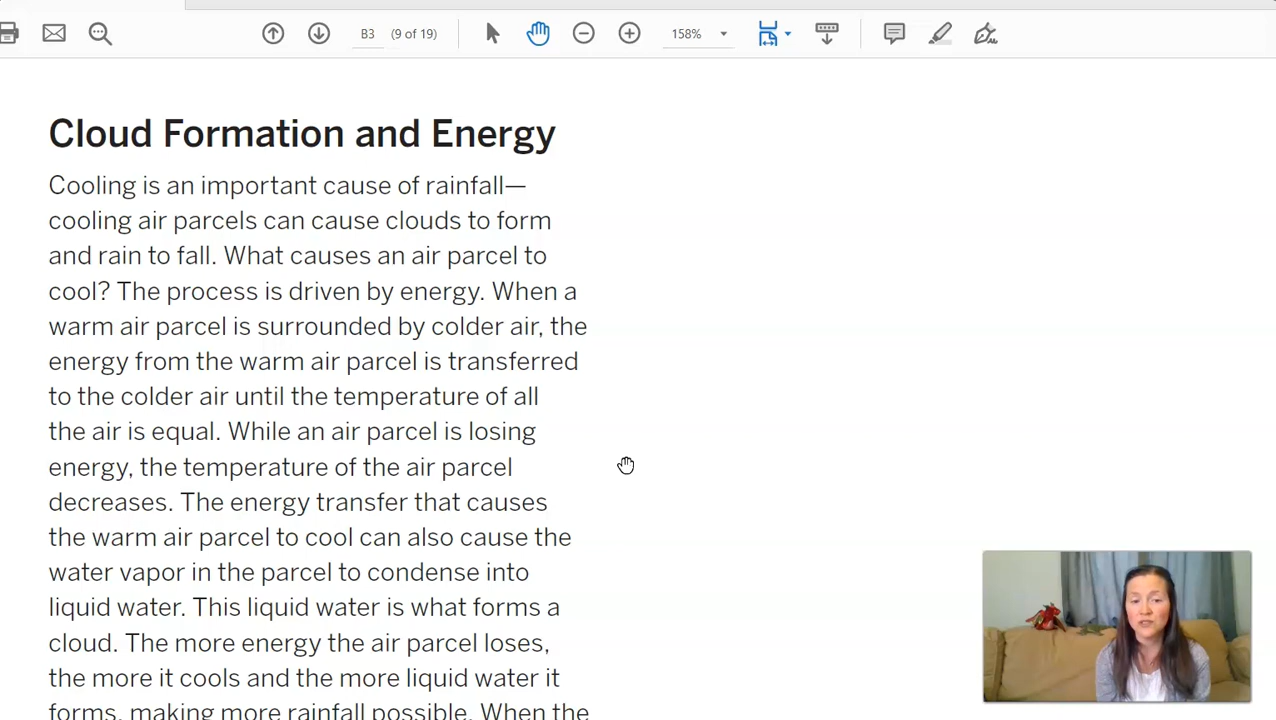 B3 (9 of 19) 158%
Cloud Formation and Energy
Cooling is an important cause of rainfall—
cooling air parcels can cause clouds to form
and rain to fall. What causes an air parcel to
cool? The process is driven by energy. When a
warm air parcel is surrounded by colder air, the
energy from the warm air parcel is transferred
to the colder air until the temperature of all
the air is equal. While an air parcel is losing
energy, the temperature of the air parcel
decreases. The energy transfer that causes
the warm air parcel to cool can also cause the
water vapor in the parcel to condense into
liquid water. This liquid water is what forms a
cloud. The more energy the air parcel loses,
the more it cools and the more liquid water it
forms, making more rainfall possible. When the